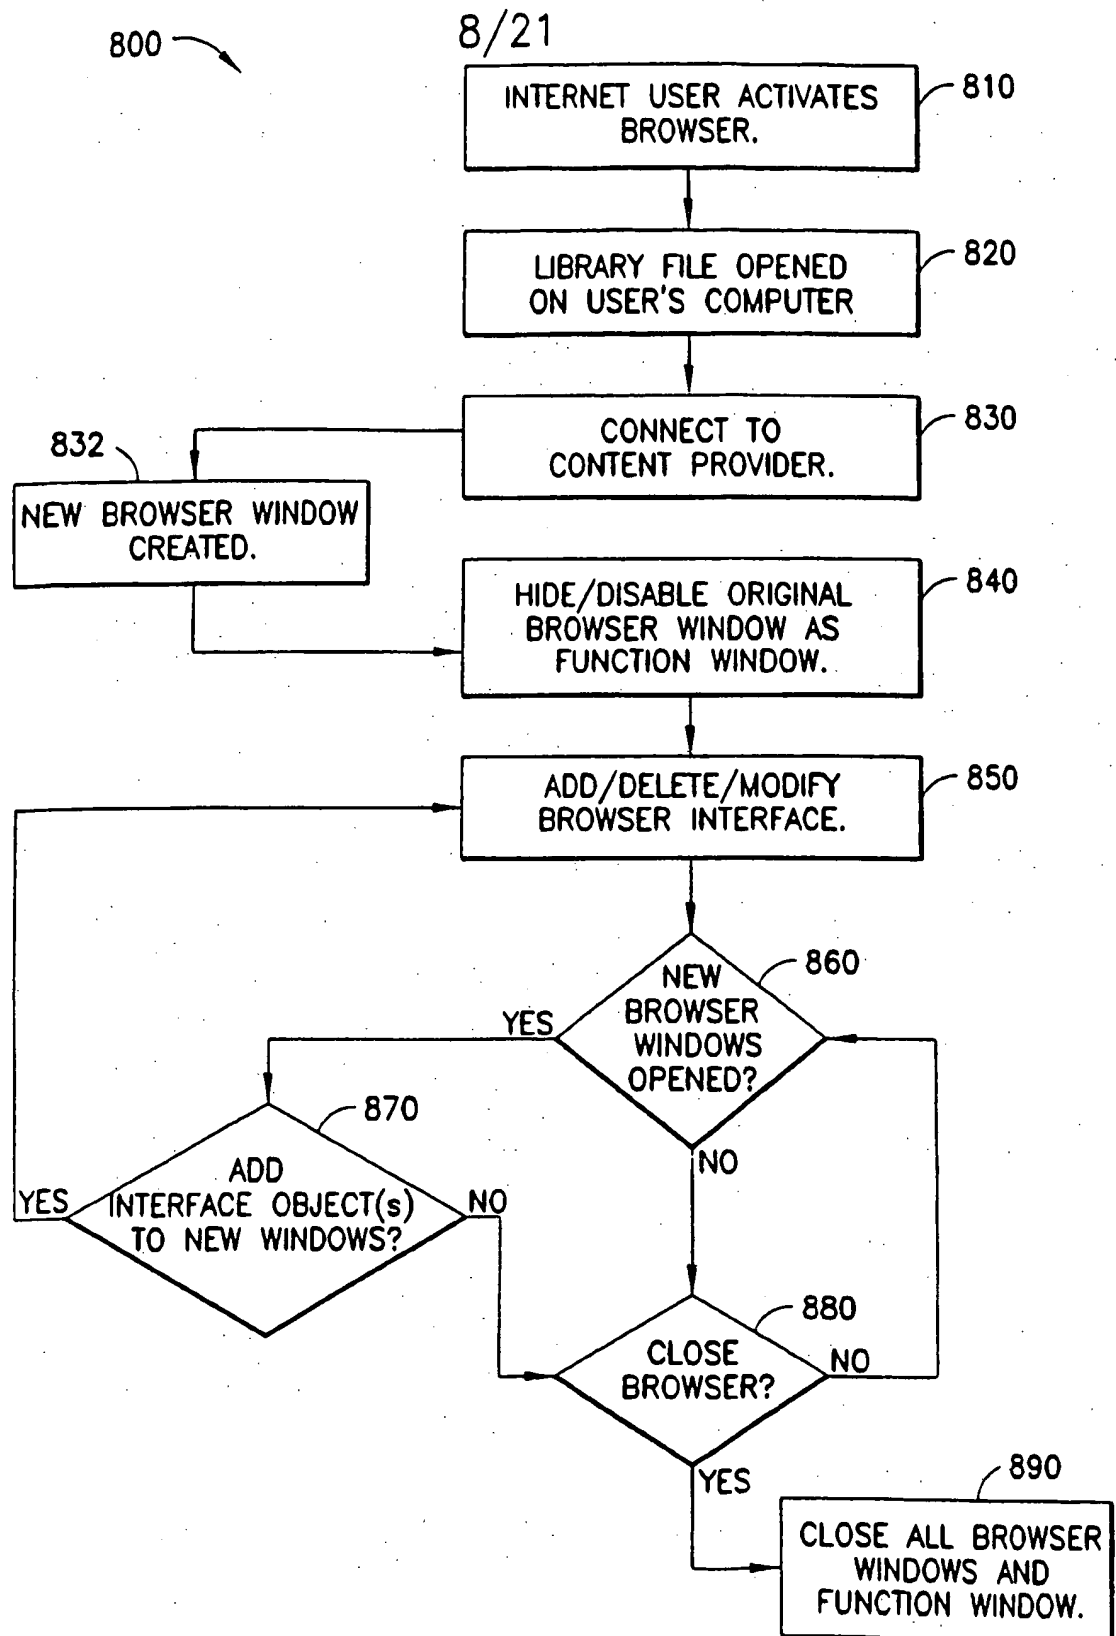 8/21
800
INTERNET USER ACTIVATES
BROWSER.
810
LIBRARY FILE OPENED
ON USER'S COMPUTER
820
CONNECT TO
CONTENT PROVIDER.
830
832
NEW BROWSER WINDOW
CREATED.
HIDE/DISABLE ORIGINAL
BROWSER WINDOW AS
FUNCTION WINDOW.
840
ADD/DELETE/MODIFY
BROWSER INTERFACE.
850
NEW
BROWSER
WINDOWS
OPENED?
860
YES
NO
870
ADD
INTERFACE OBJECT(s)
TO NEW WINDOWS?
YES
NO
880
CLOSE
BROWSER?
NO
YES
890
CLOSE ALL BROWSER
WINDOWS AND
FUNCTION WINDOW.